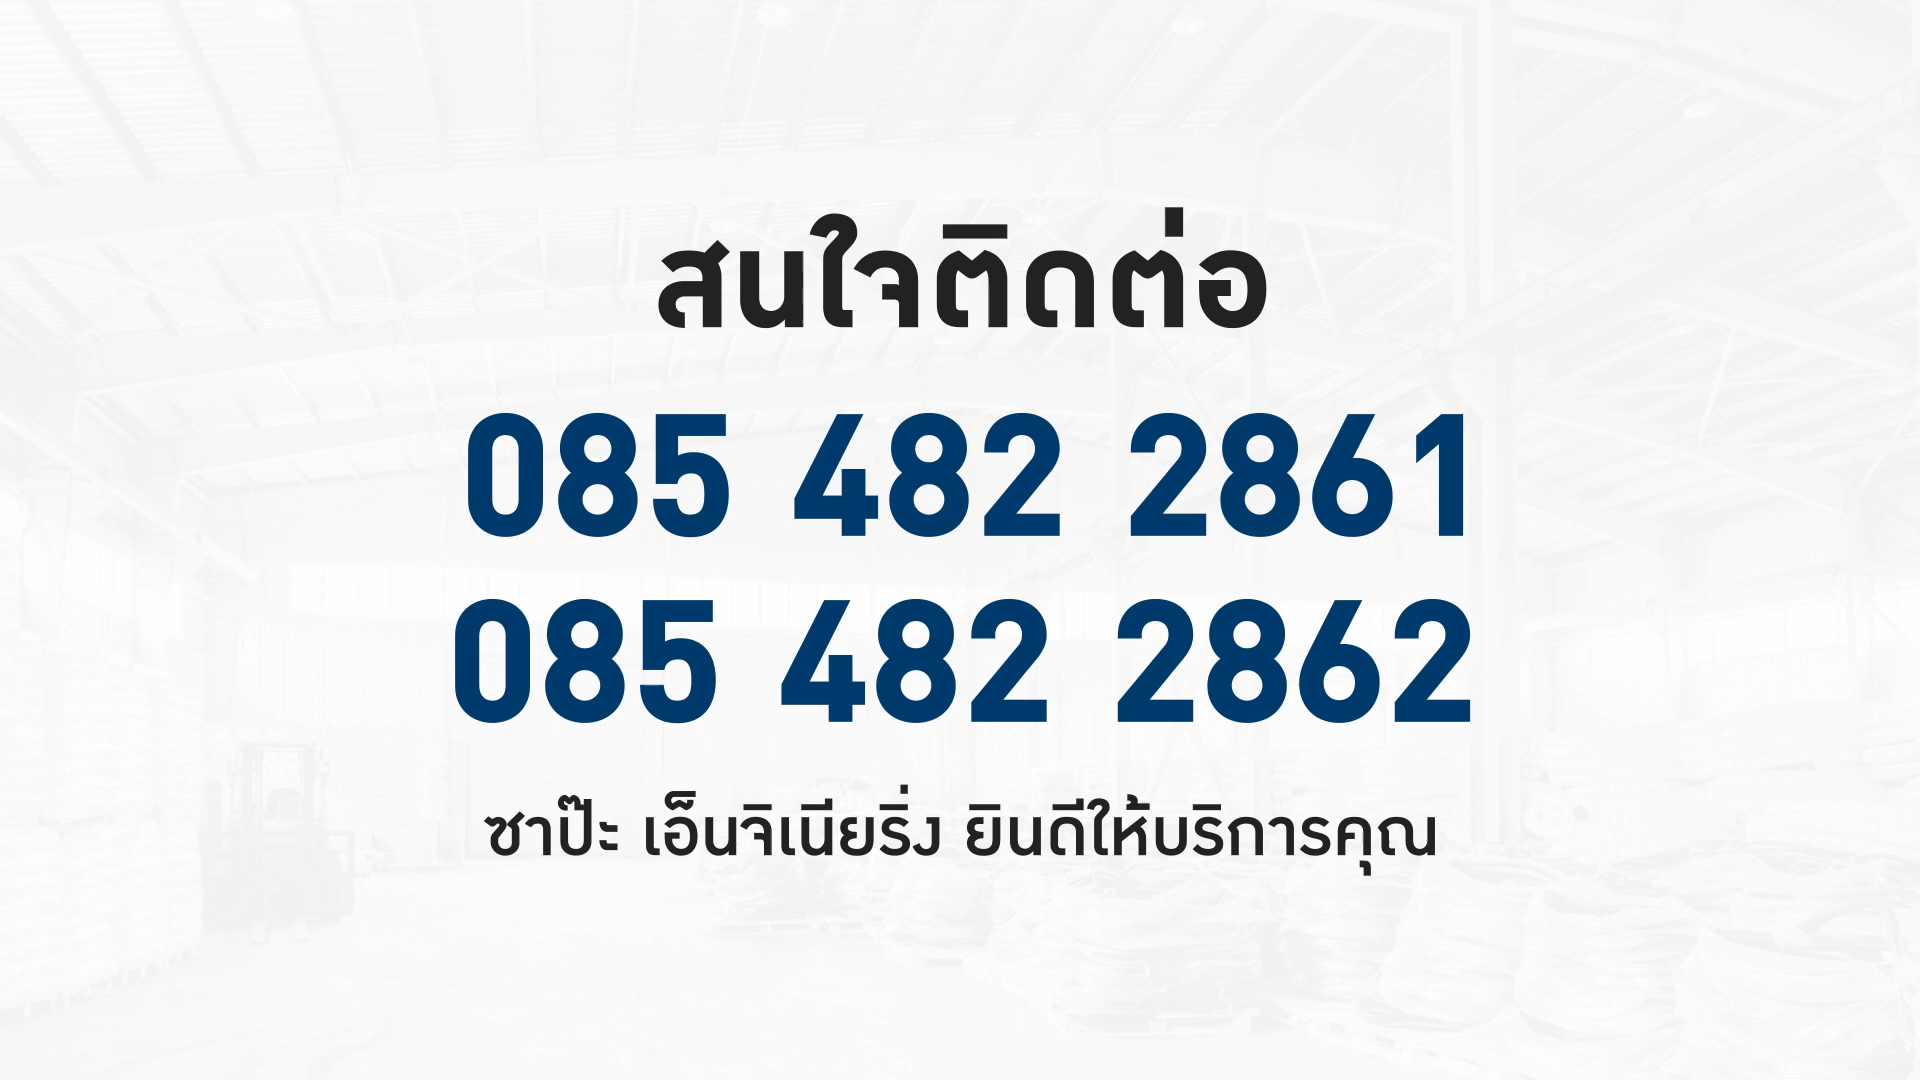 สนใจติดต่อ
085 482 2861
085 482 2862
ซาป๊ะ เอ็นจิเนียริ่ง ยินดีให้บริการคุณ